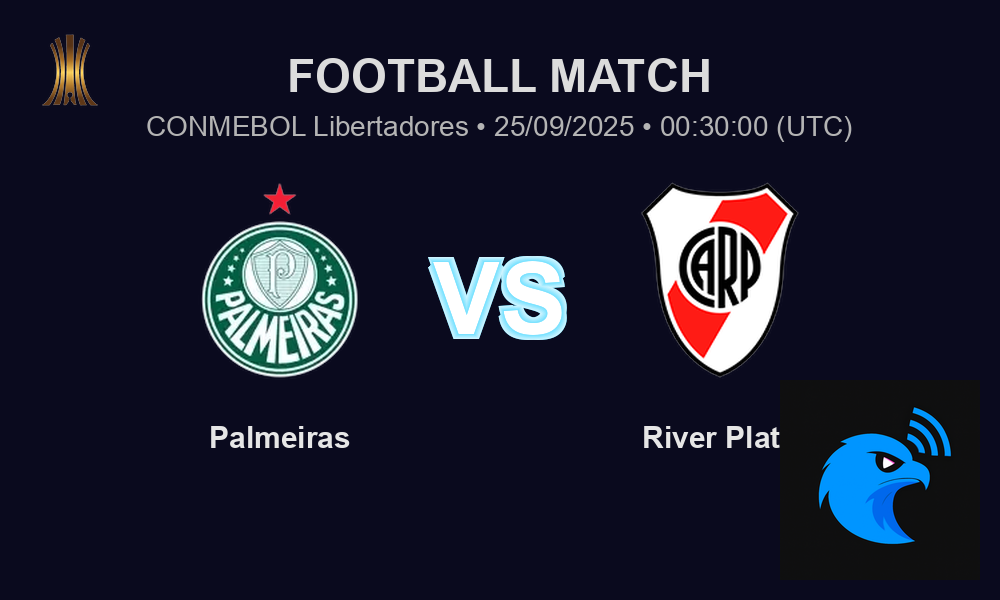 FOOTBALL MATCH
CONMEBOL Libertadores • 25/09/2025 • 00:30:00 (UTC)
P
PALMEIRAS
VS
CARP
Palmeiras
River Plat